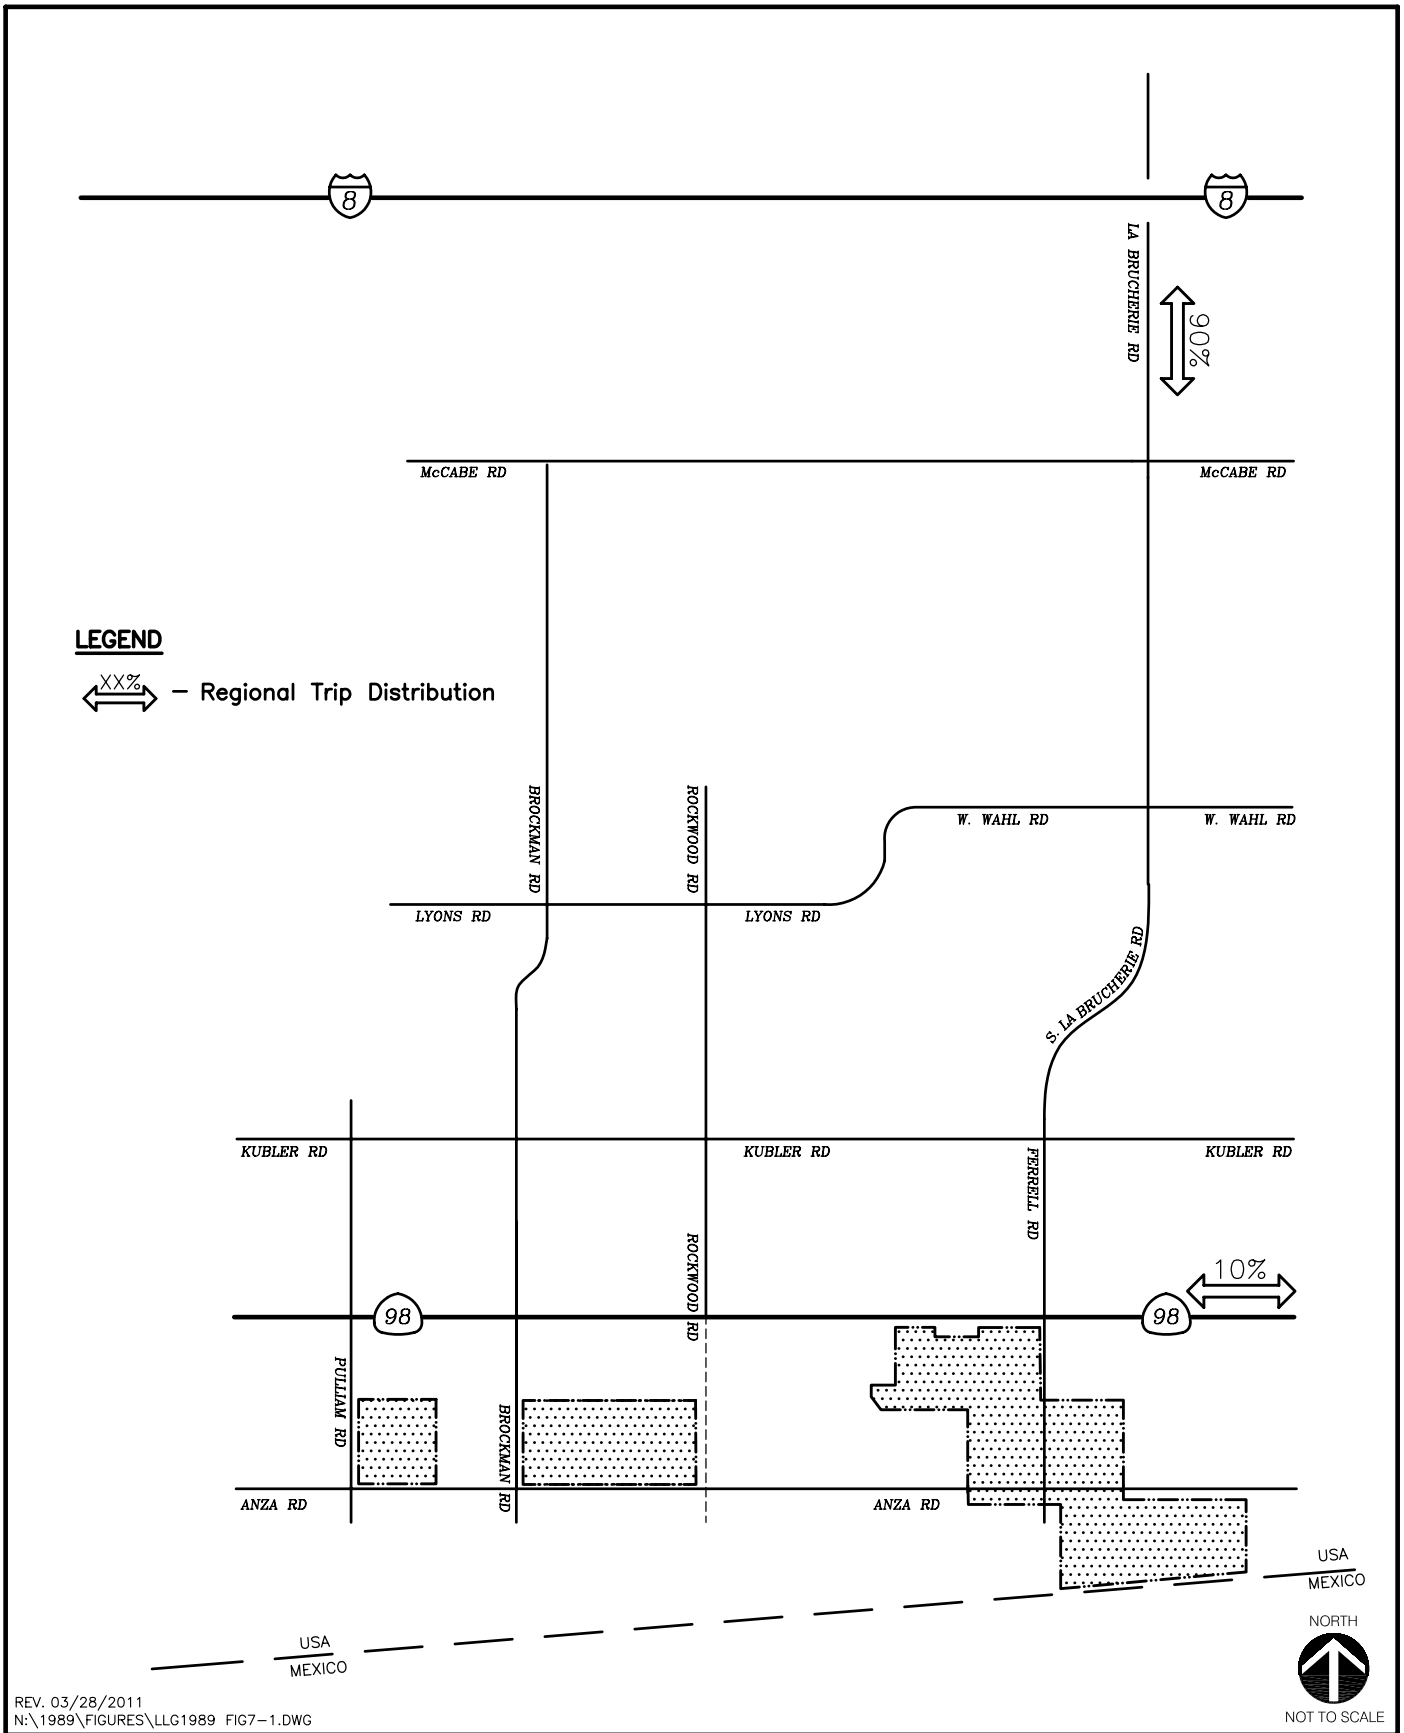 8
8
LA BRUCHERIE RD
90%
McCABE RD
McCABE RD
LEGEND
XX% – Regional Trip Distribution
BROCKMAN RD
ROCKWOOD RD
W. WAHL RD
W. WAHL RD
LYONS RD
LYONS RD
S. LA BRUCHERIE RD
KUBLER RD
KUBLER RD
KUBLER RD
FERRELL RD
ROCKWOOD RD
10%
98
98
PULLIAM RD
BROCKMAN RD
ANZA RD
ANZA RD
USA
MEXICO
USA
MEXICO
NORTH
NOT TO SCALE
REV. 03/28/2011
N:\1989\FIGURES\LLG1989 FIG7-1.DWG